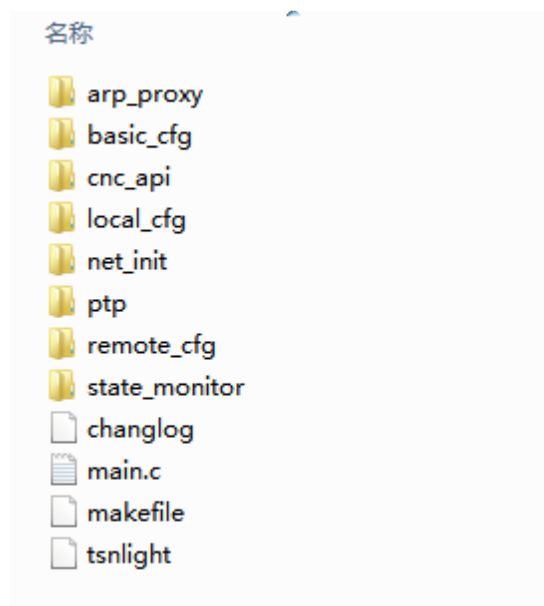 名称
arp_proxy
basic_cfg
cnc_api
local_cfg
net_init
ptp
remote_cfg
state_monitor
changlog
main.c
makefile
tsnlight